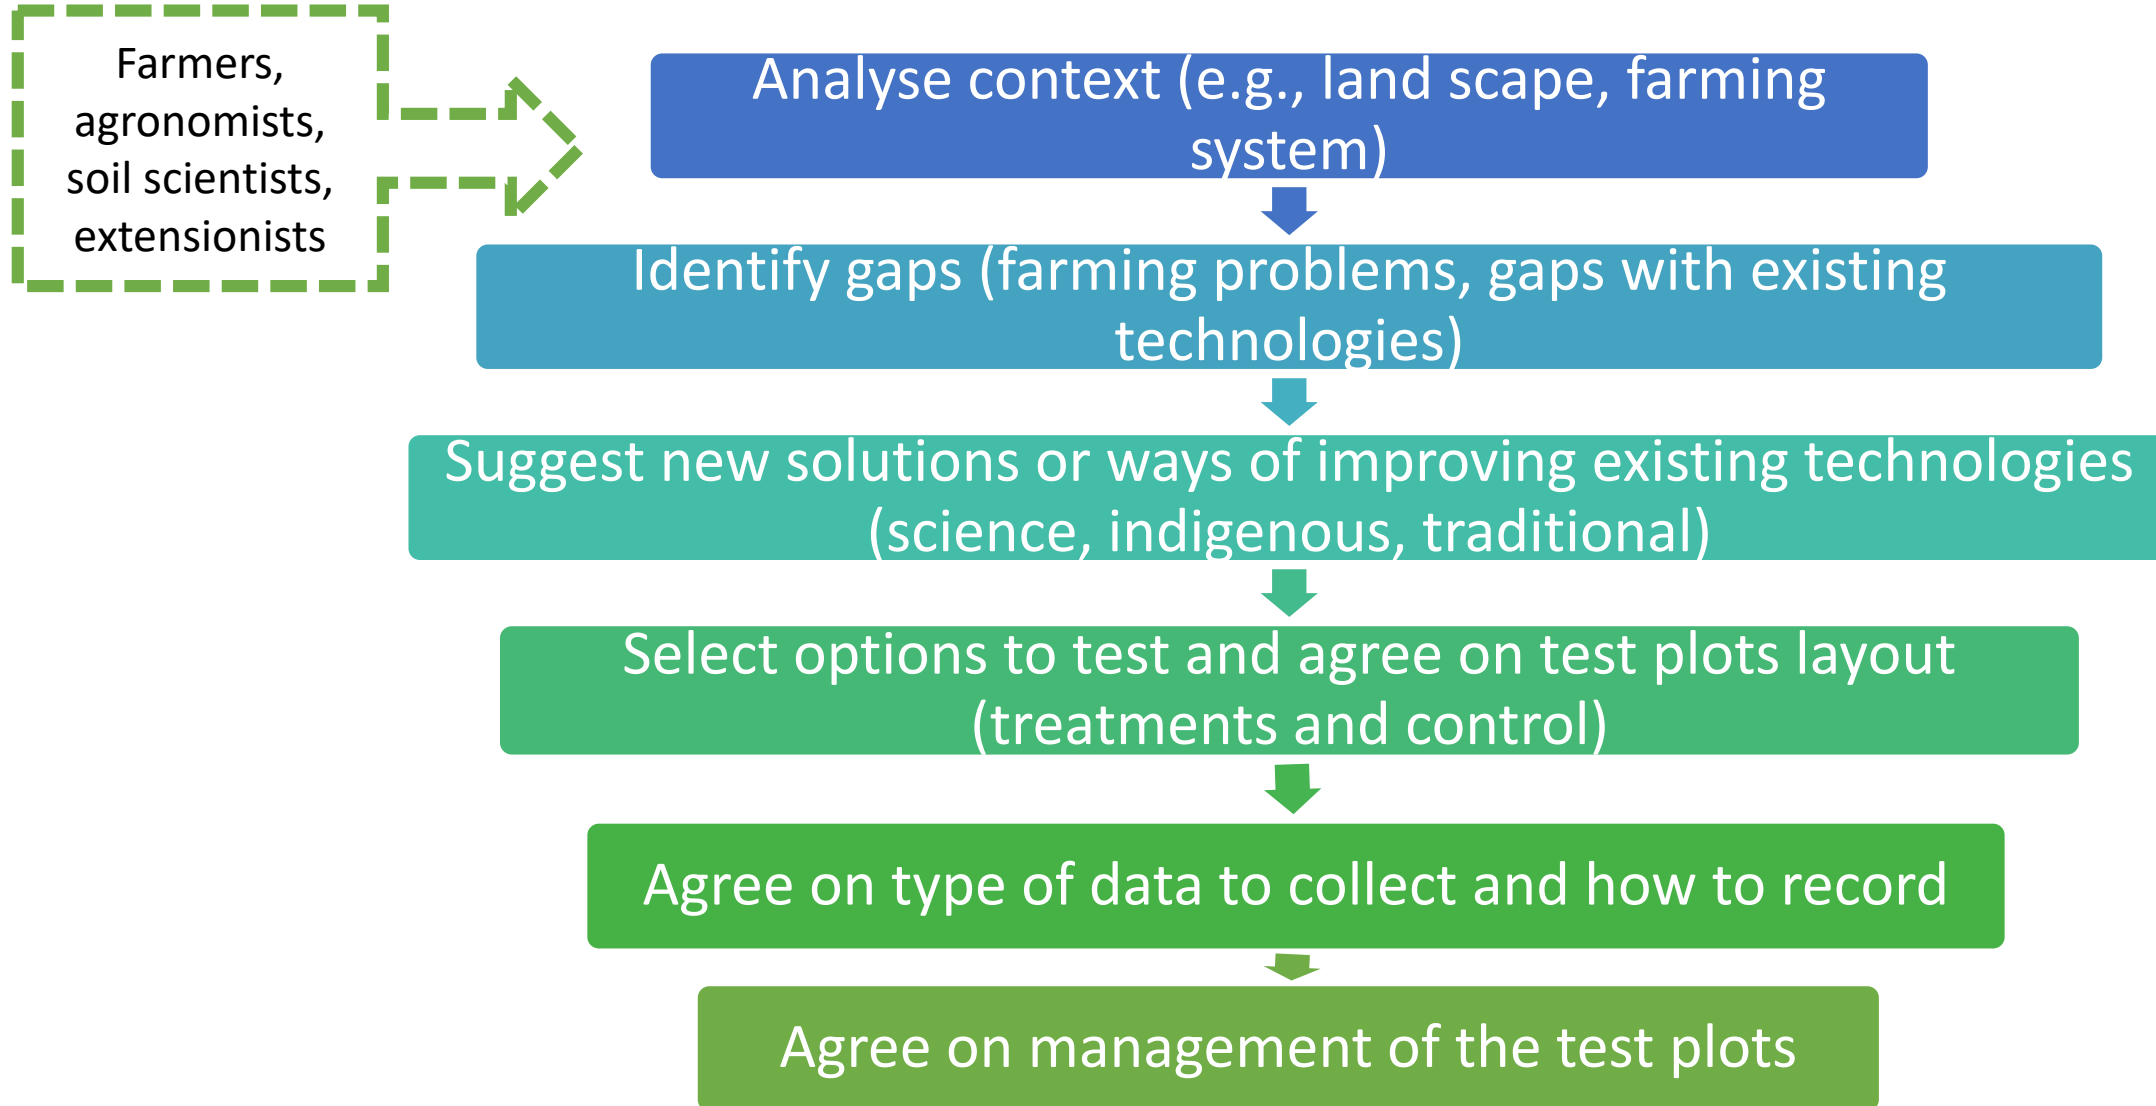 Farmers,
agronomists,
soil scientists,
extensionists
Analyse context (e.g., land scape, farming
system)
Identify gaps (farming problems, gaps with existing
technologies)
Suggest new solutions or ways of improving existing technologies
(science, indigenous, traditional)
Select options to test and agree on test plots layout
(treatments and control)
Agree on type of data to collect and how to record
Agree on management of the test plots